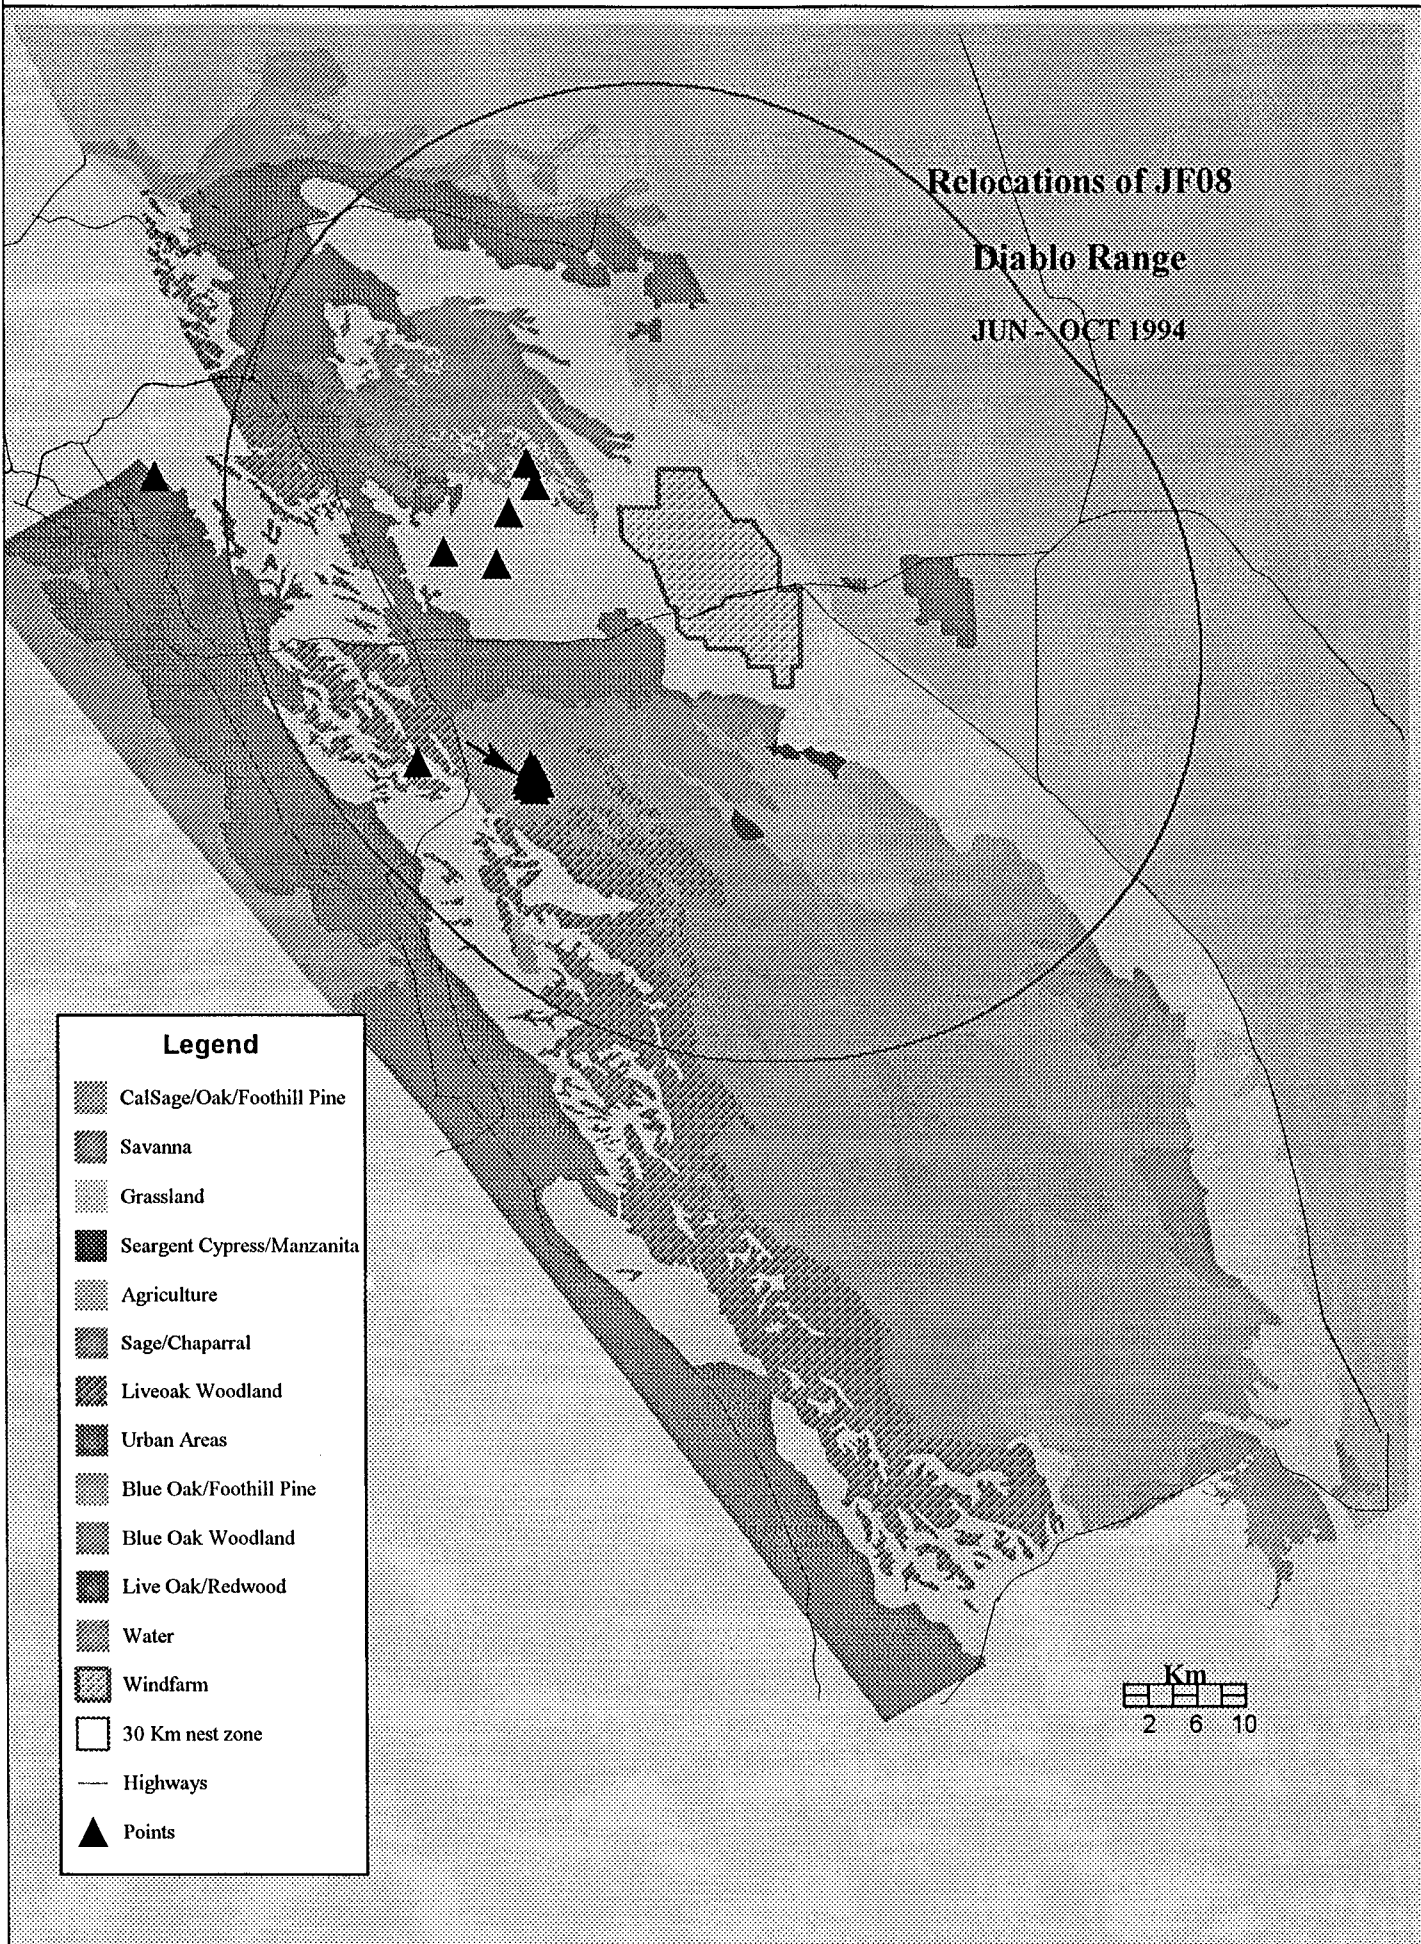 Relocations of JF08
Diablo Range
JUN - OCT 1994
Legend
CalSage/Oak/Foothill Pine
Savanna
Grassland
Seargent Cypress/Manzanita
Agriculture
Sage/Chaparral
Liveoak Woodland
Urban Areas
Blue Oak/Foothill Pine
Blue Oak Woodland
Live Oak/Redwood
Water
Windfarm
30 Km nest zone
Highways
Points
Km
2 6 10